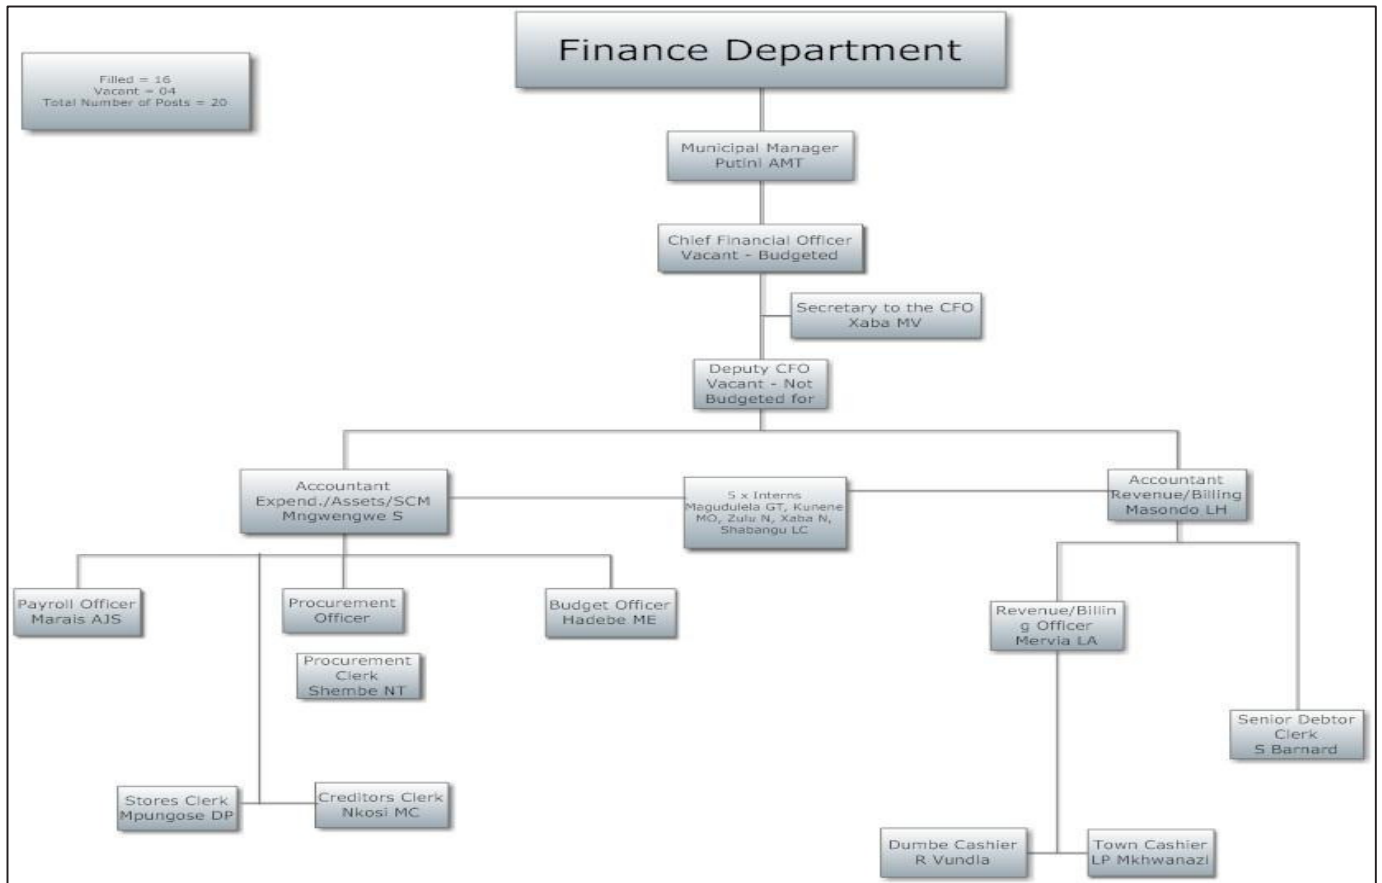 Finance Department
Filled = 16
Vacant = 04
Total Number of Posts = 20
Municipal Manager
Putini AMT
Chief Financial Officer
Vacant - Budgeted
Secretary to the CFO
Xaba MV
Deputy CFO
Vacant - Not
Budgeted for
Accountant
Expend./Assets/SCM
Mngwengwe S
5 x Interns
Magudulela GT, Kunene
MO, Zulu N, Xaba N,
Shabangu LC
Accountant
Revenue/Billing
Masondo LH
Payroll Officer
Marais AJS
Procurement
Officer
Budget Officer
Hadebe ME
Revenue/Billin
g Officer
Mervia LA
Procurement
Clerk
Shembe NT
Senior Debtor
Clerk
S Barnard
Stores Clerk
Mpungose DP
Creditors Clerk
Nkosi MC
Dumbe Cashier
R Vundla
Town Cashier
LP Mkhwanazi